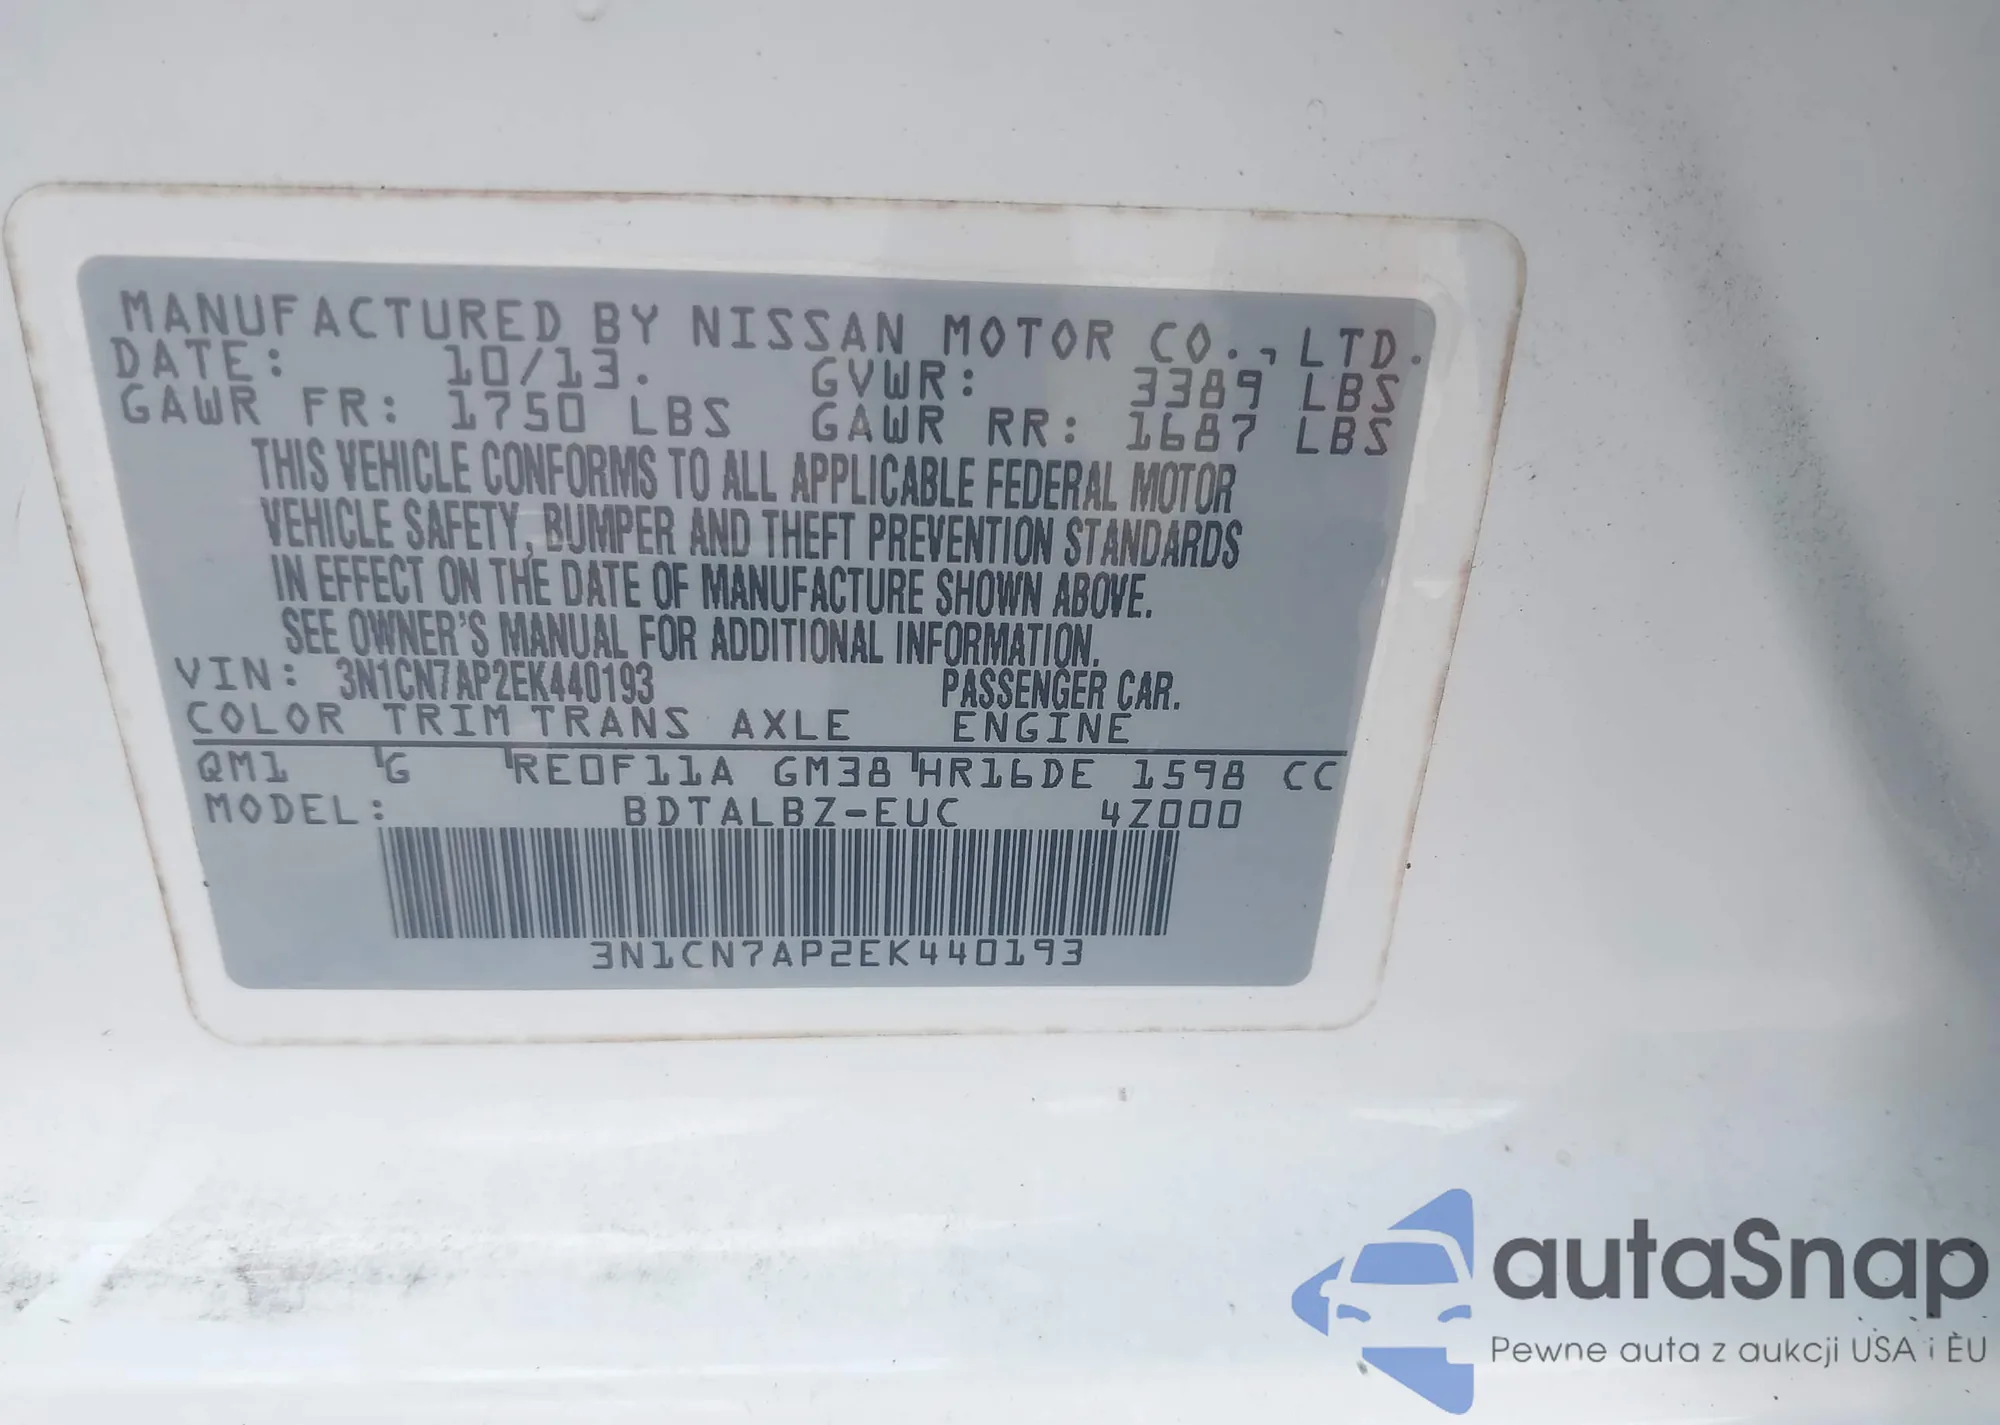 MANUFACTURED BY NISSAN MOTOR CO., LTD.
DATE: 10/13. GVWR: 3389 LBS
GAWR FR: 1750 LBS GAWR RR: 1687 LBS
THIS VEHICLE CONFORMS TO ALL APPLICABLE FEDERAL MOTOR
VEHICLE SAFETY, BUMPER AND THEFT PREVENTION STANDARDS
IN EFFECT ON THE DATE OF MANUFACTURE SHOWN ABOVE.
SEE OWNER'S MANUAL FOR ADDITIONAL INFORMATION.
VIN: 3N1CN7AP2EK440193 PASSENGER CAR.
COLOR TRIM TRANS AXLE ENGINE
QM1 G RE0F11A GM38 HR16DE 1598 CC
MODEL: BDTALBZ-EUC 4Z000
3N1CN7AP2EK440193
autaSnap
Pewne auta z aukcji USA i EU